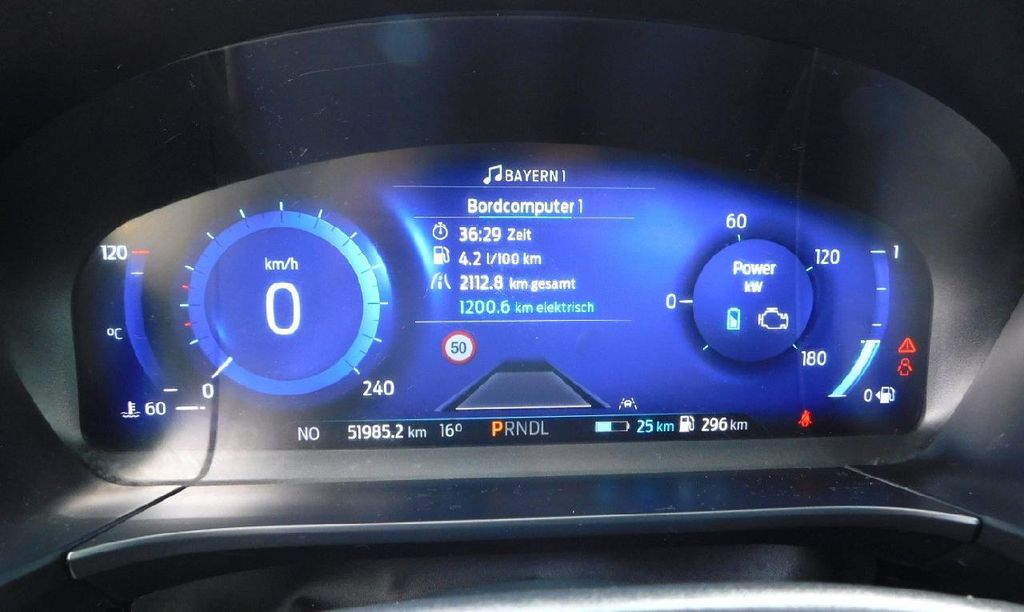 BAYERN 1
Bordcomputer 1
36:29 Zeit
4.2 l/100 km
2112.8 km gesamt
1200.6 km elektrisch
50
120
°C
60
km/h
0
0
240
60
0
120
180
Power
kW
1
0
NO 51985.2 km 16° PRNDL 25 km 296 km